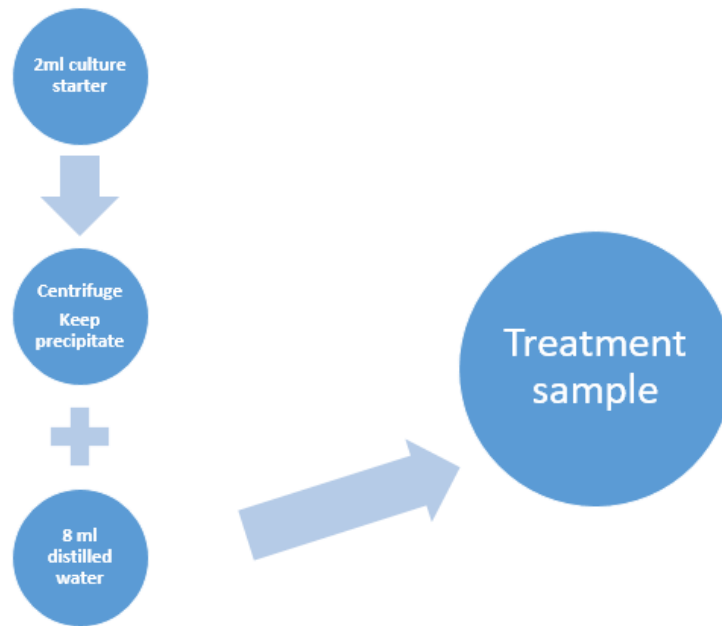 2ml culture
starter
Centrifuge
Keep
precipitate
8 ml
distilled
water
Treatment
sample